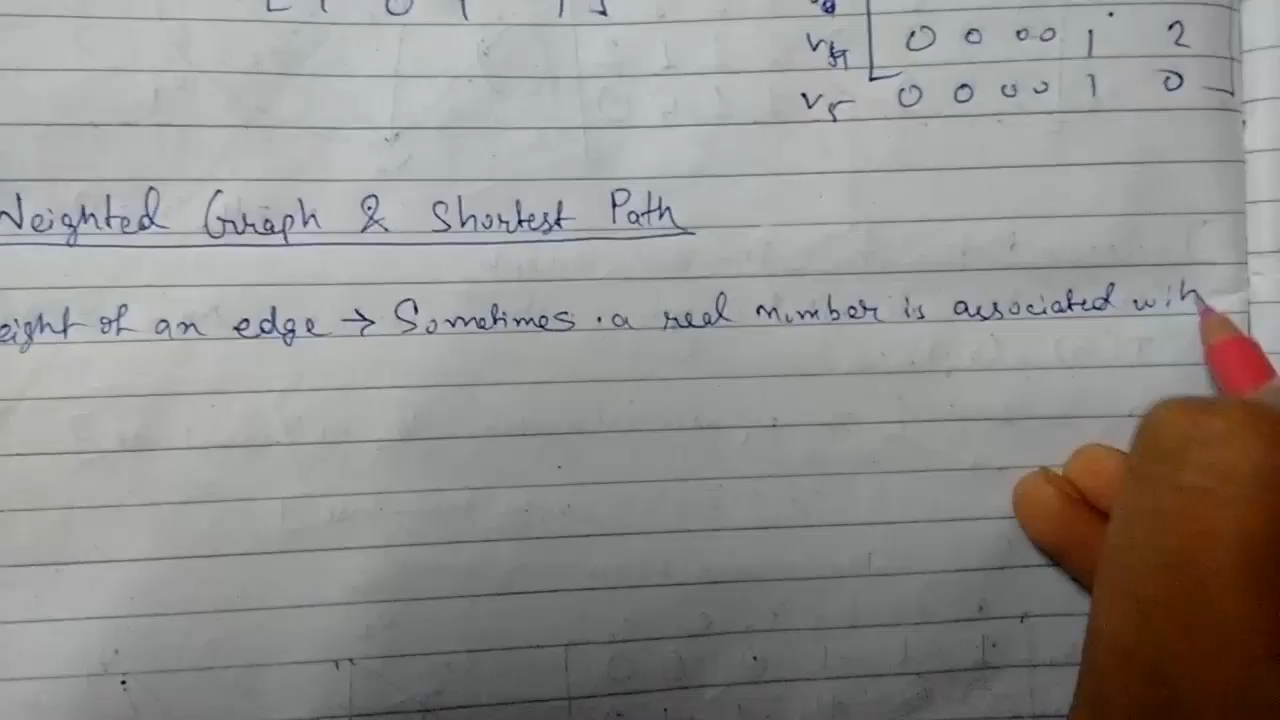 v4 0 0 0 0 1 2
v5 0 0 0 0 1 0
Weighted Graph & Shortest Path
eight of an edge → Sometimes a real number is associated with